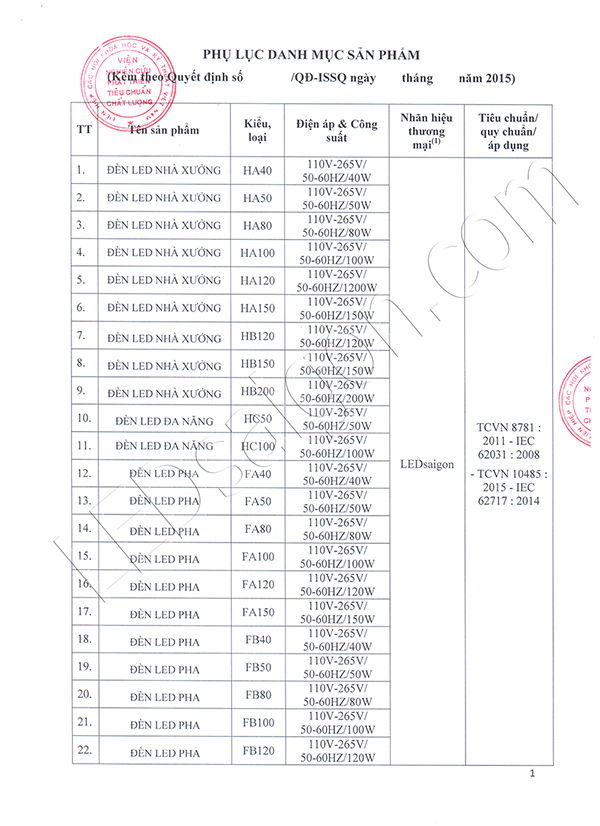 PHỤ LỤC DANH MỤC SẢN PHẨM
(Kèm theo Quyết định số /QĐ-ISSQ ngày tháng năm 2015)
LIÊN HIỆP CÁC HỘI KHOA HỌC VÀ KỸ THUẬT VIỆT NAM
VIỆN
NGHIÊN CỨU
PHÁT TRIỂN
TIÊU CHUẨN
CHẤT LƯỢNG
TT Tên sản phẩm Kiểu, loại Điện áp & Công suất Nhãn hiệu thương mại(1) Tiêu chuẩn/ quy chuẩn/ áp dụng
1. ĐÈN LED NHÀ XƯỞNG HA40 110V-265V/ 50-60HZ/40W
2. ĐÈN LED NHÀ XƯỞNG HA50 110V-265V/ 50-60HZ/50W
3. ĐÈN LED NHÀ XƯỞNG HA80 110V-265V/ 50-60HZ/80W
4. ĐÈN LED NHÀ XƯỞNG HA100 110V-265V/ 50-60HZ/100W
5. ĐÈN LED NHÀ XƯỞNG HA120 110V-265V/ 50-60HZ/1200W
6. ĐÈN LED NHÀ XƯỞNG HA150 110V-265V/ 50-60HZ/150W
7. ĐÈN LED NHÀ XƯỞNG HB120 110V-265V/ 50-60HZ/120W
8. ĐÈN LED NHÀ XƯỞNG HB150 110V-265V/ 50-60HZ/150W
9. ĐÈN LED NHÀ XƯỞNG HB200 110V-265V/ 50-60HZ/200W
10. ĐÈN LED ĐA NĂNG HC50 110V-265V/ 50-60HZ/50W
11. ĐÈN LED ĐA NĂNG HC100 110V-265V/ 50-60HZ/100W
12. ĐÈN LED PHA FA40 110V-265V/ 50-60HZ/40W
13. ĐÈN LED PHA FA50 110V-265V/ 50-60HZ/50W
14. ĐÈN LED PHA FA80 110V-265V/ 50-60HZ/80W
15. ĐÈN LED PHA FA100 110V-265V/ 50-60HZ/100W
16. ĐÈN LED PHA FA120 110V-265V/ 50-60HZ/120W
17. ĐÈN LED PHA FA150 110V-265V/ 50-60HZ/150W
18. ĐÈN LED PHA FB40 110V-265V/ 50-60HZ/40W
19. ĐÈN LED PHA FB50 110V-265V/ 50-60HZ/50W
20. ĐÈN LED PHA FB80 110V-265V/ 50-60HZ/80W
21. ĐÈN LED PHA FB100 110V-265V/ 50-60HZ/100W
22. ĐÈN LED PHA FB120 110V-265V/ 50-60HZ/120W
LEDsaigon
TCVN 8781 :
2011 - IEC
62031 : 2008
- TCVN 10485 :
2015 - IEC
62717 : 2014
LEDsaigon.com
1